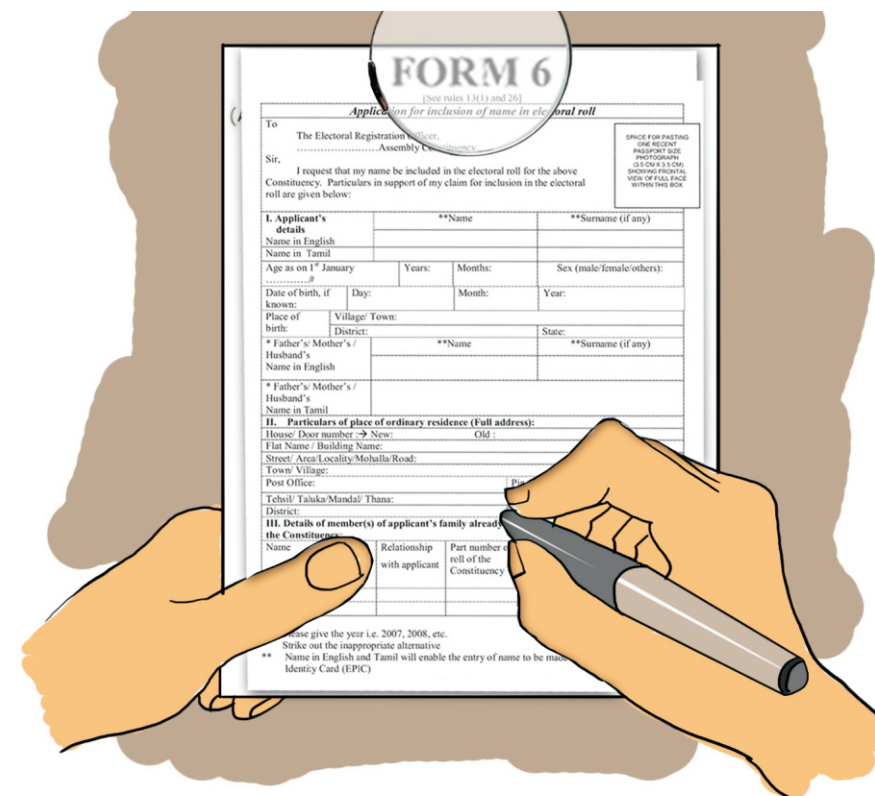 FORM 6
[See rules 13(1) and 26]
Application for inclusion of name in electoral roll
To
The Electoral Registration Officer,
........................Assembly Constituency.
Sir,
I request that my name be included in the electoral roll for the above
Constituency. Particulars in support of my claim for inclusion in the electoral
roll are given below:
SPACE FOR PASTING
ONE RECENT
PASSPORT SIZE
PHOTOGRAPH
(3.5 CM X 3.5 CM)
SHOWING FRONTAL
VIEW OF FULL FACE
WITHIN THIS BOX
I. Applicant's **Name **Surname (if any)
details
Name in English
Name in Tamil
Age as on 1st January Years: Months: Sex (male/female/others):
.............#
Date of birth, if Day: Month: Year:
known:
Place of Village/ Town:
birth: District: State:
* Father's/ Mother's / **Name **Surname (if any)
Husband's
Name in English
* Father's/ Mother's /
Husband's
Name in Tamil
II. Particulars of place of ordinary residence (Full address):
House/ Door number :→ New: Old :
Flat Name / Building Name:
Street/ Area/Locality/Mohalla/Road:
Town/ Village:
Post Office: Pin
Tehsil/ Taluka/Mandal/ Thana:
District:
III. Details of member(s) of applicant's family already
the Constituency:
Name Relationship Part number
with applicant roll of the
Constituency
Please give the year i.e. 2007, 2008, etc.
Strike out the inappropriate alternative
** Name in English and Tamil will enable the entry of name to be made
Identity Card (EPIC)